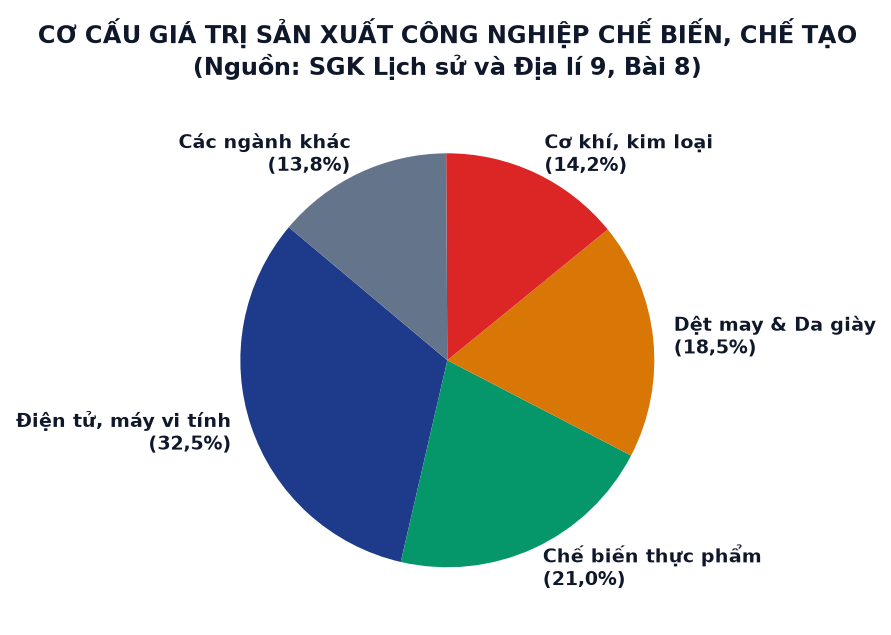 CƠ CẤU GIÁ TRỊ SẢN XUẤT CÔNG NGHIỆP CHẾ BIẾN, CHẾ TẠO
(Nguồn: SGK Lịch sử và Địa lí 9, Bài 8)
Các ngành khác
(13,8%)
Cơ khí, kim loại
(14,2%)
Dệt may & Da giày
(18,5%)
Điện tử, máy vi tính
(32,5%)
Chế biến thực phẩm
(21,0%)